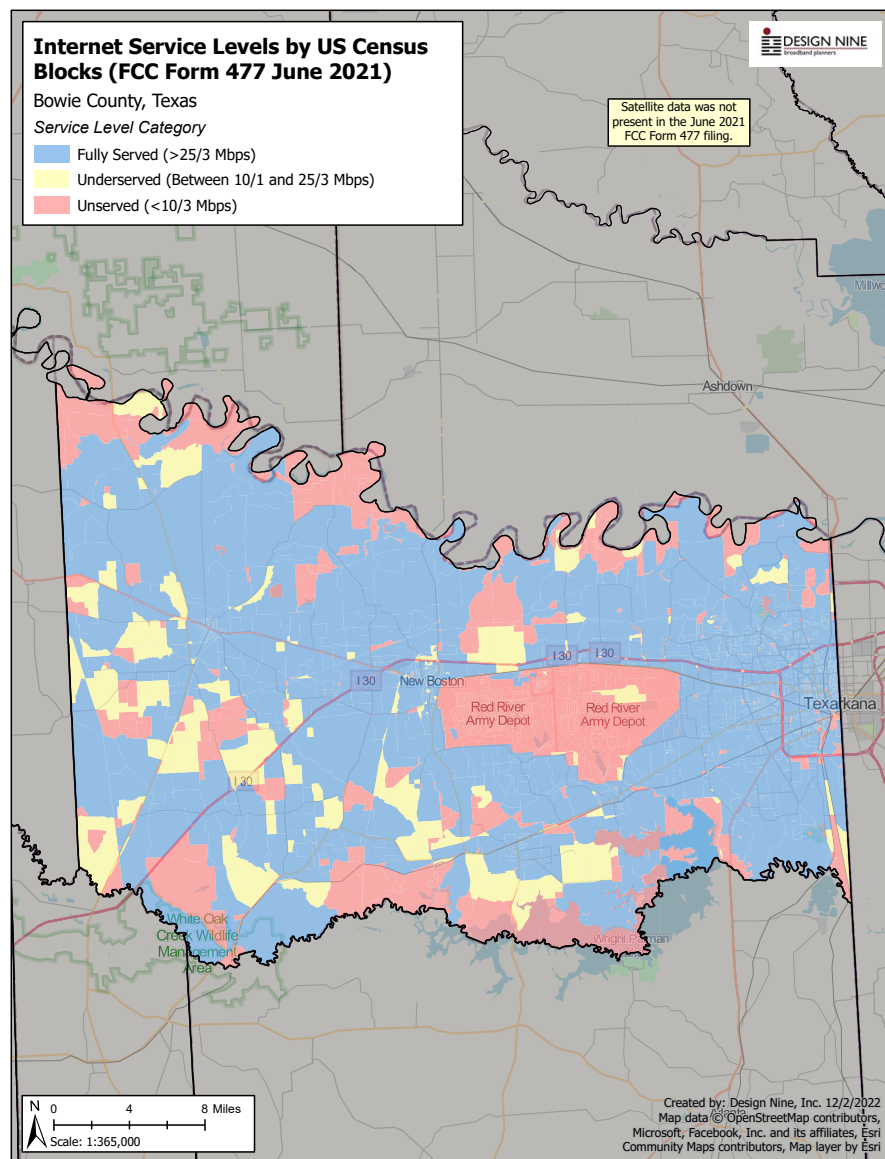 Internet Service Levels by US Census
Blocks (FCC Form 477 June 2021)
Bowie County, Texas
Service Level Category
Fully Served (>25/3 Mbps)
Underserved (Between 10/1 and 25/3 Mbps)
Unserved (<10/3 Mbps)
DESIGN NINE
broadband planners
Satellite data was not
present in the June 2021
FCC Form 477 filing.
Millw
Ashdown
I 30
I 30
I 30
New Boston
Red River
Army Depot
Red River
Army Depot
Texarkana
I 30
White Oak
Creek Wildlife
Management
Area
Wright Patman
N
0 4 8 Miles
Scale: 1:365,000
Atlanta
Created by: Design Nine, Inc. 12/2/2022
Map data © OpenStreetMap contributors,
Microsoft, Facebook, Inc. and its affiliates, Esri
Community Maps contributors, Map layer by Esri